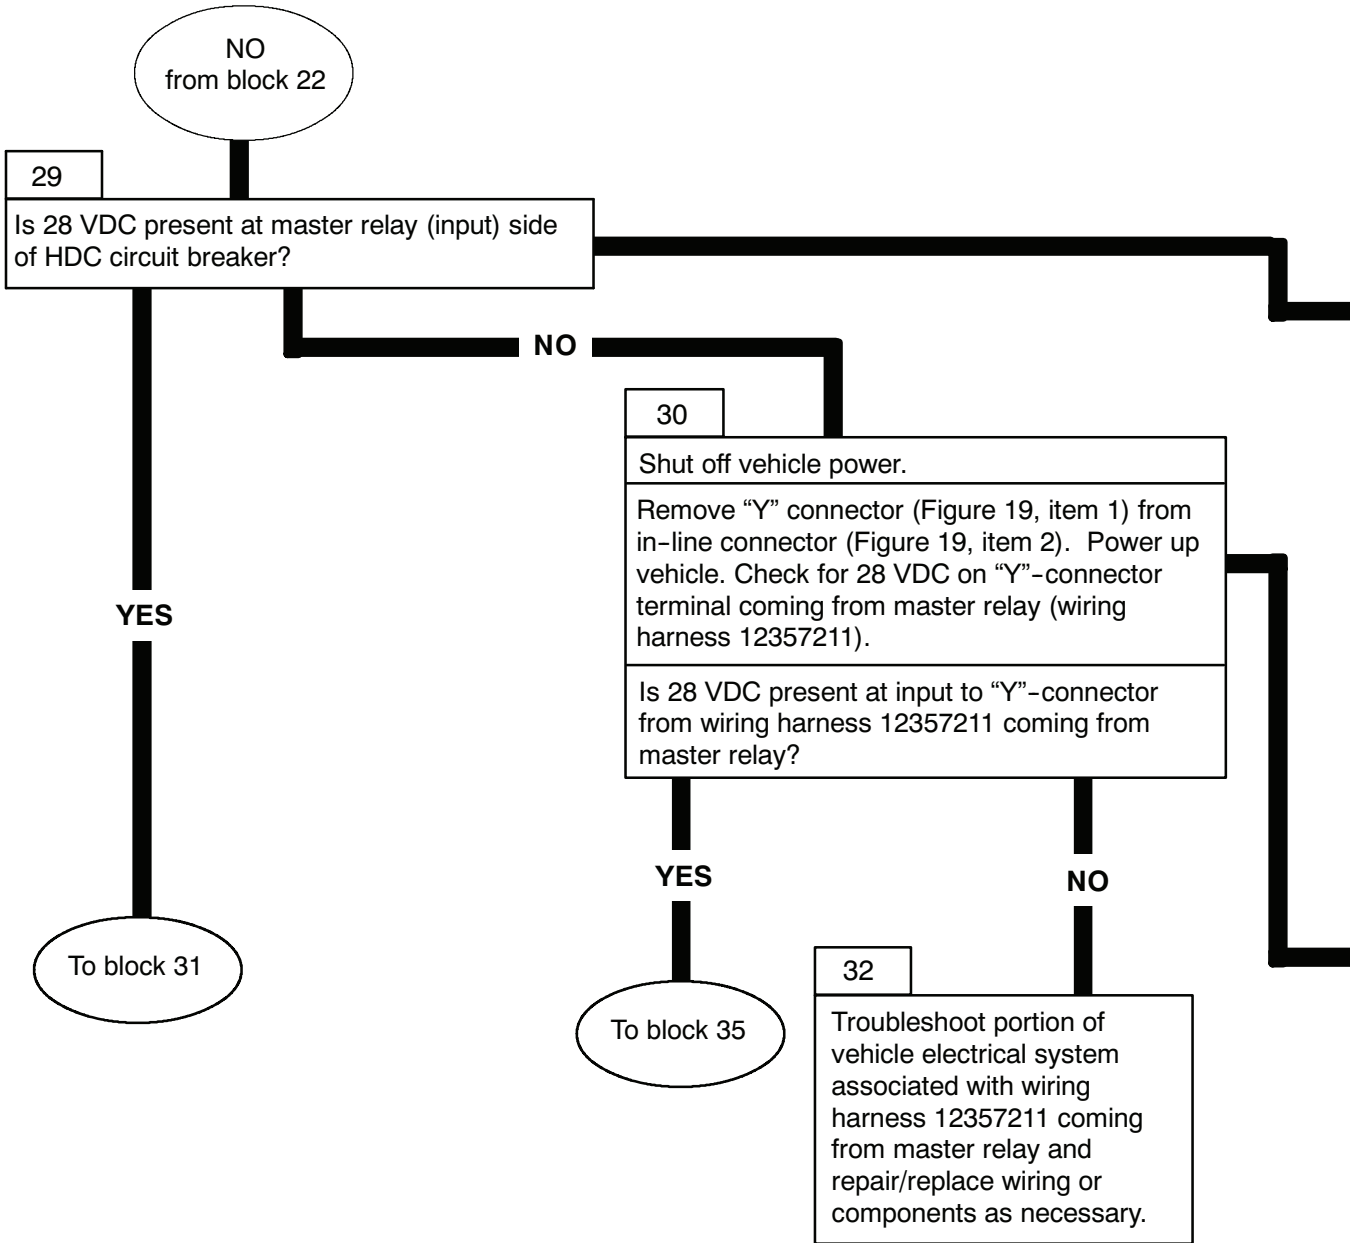 NO
from block 22
29
Is 28 VDC present at master relay (input) side
of HDC circuit breaker?
NO
30
Shut off vehicle power.
Remove “Y” connector (Figure 19, item 1) from
in-line connector (Figure 19, item 2).  Power up
vehicle. Check for 28 VDC on “Y”-connector
terminal coming from master relay (wiring
harness 12357211).
Is 28 VDC present at input to “Y”-connector
from wiring harness 12357211 coming from
master relay?
YES
YES
NO
To block 31
To block 35
32
Troubleshoot portion of
vehicle electrical system
associated with wiring
harness 12357211 coming
from master relay and
repair/replace wiring or
components as necessary.